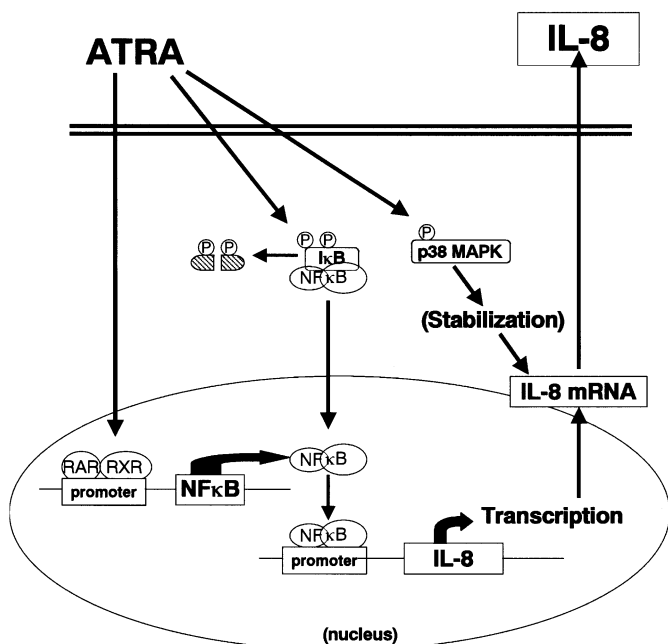 ATRA
IL-8
P P
P P
IκB
NFκB
P
p38 MAPK
(Stabilization)
IL-8 mRNA
RAR RXR
promoter
NFκB
NFκB
NFκB
promoter
IL-8
Transcription
(nucleus)